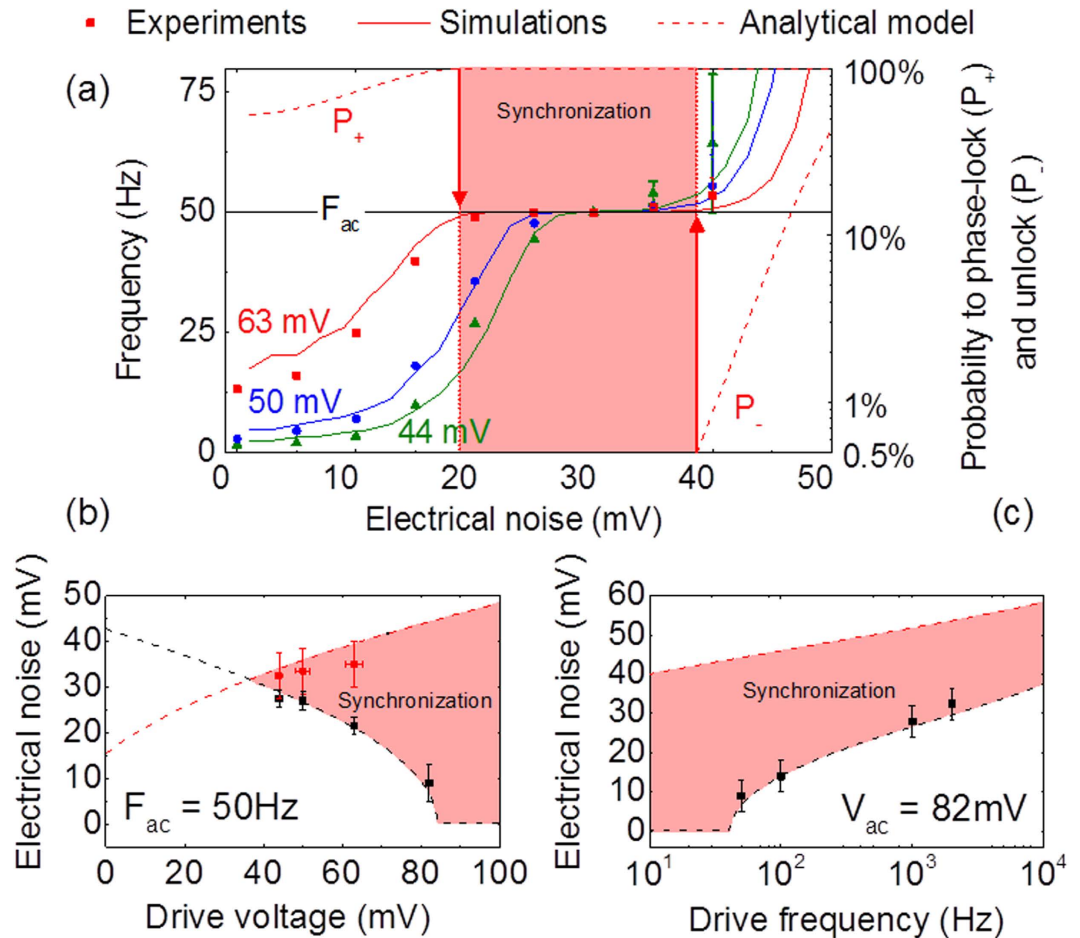 Experiments Simulations Analytical model
(a)
Frequency (Hz)
75
50
25
0
P+
Fac
Synchronization
63 mV
50 mV
44 mV
P-
100%
10%
1%
0.5%
Probabilty to phase-lock (P+)
and unlock (P-)
0 10 20 30 40 50
Electrical noise (mV)
(b)
Electrical noise (mV)
50
40
30
20
10
0
Synchronization
Fac = 50Hz
0 20 40 60 80 100
Drive voltage (mV)
(c)
Electrical noise (mV)
60
50
40
30
20
10
0
Synchronization
Vac = 82mV
10^1 10^2 10^3 10^4
Drive frequency (Hz)